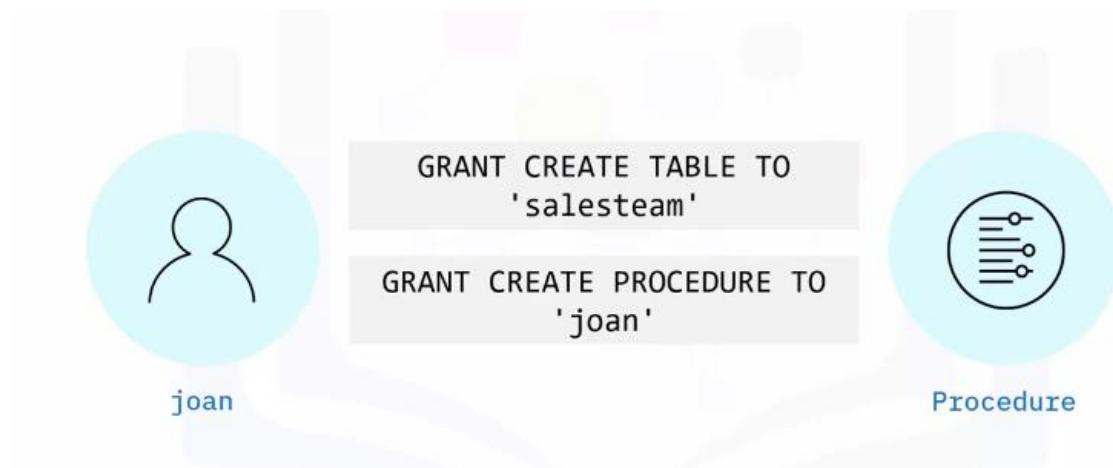 GRANT CREATE TABLE TO
'salesteam'
GRANT CREATE PROCEDURE TO
'joan'
joan
Procedure